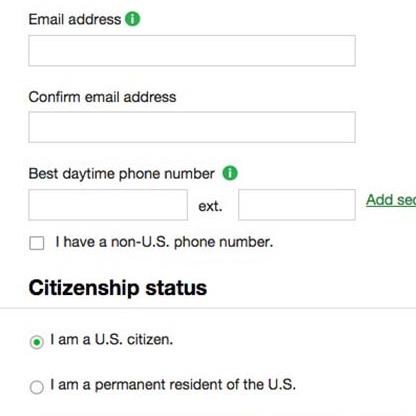 Email address
Confirm email address
Best daytime phone number
ext.
Add sec
I have a non-U.S. phone number.
Citizenship status
I am a U.S. citizen.
I am a permanent resident of the U.S.